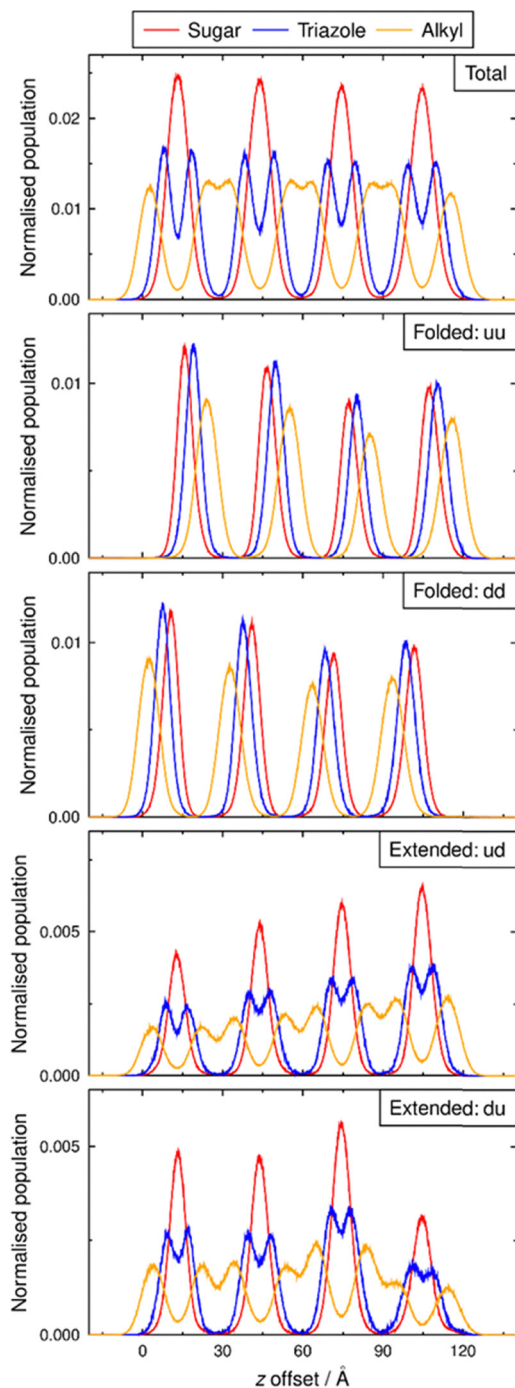 Sugar Triazole Alkyl
Total
Normalised population
0.02
0.01
0.00
Folded: uu
Normalised population
0.01
0.00
Folded: dd
Normalised population
0.01
0.00
Extended: ud
Normalised population
0.005
0.000
Extended: du
Normalised population
0.005
0.000
0 30 60 90 120
z offset / Å